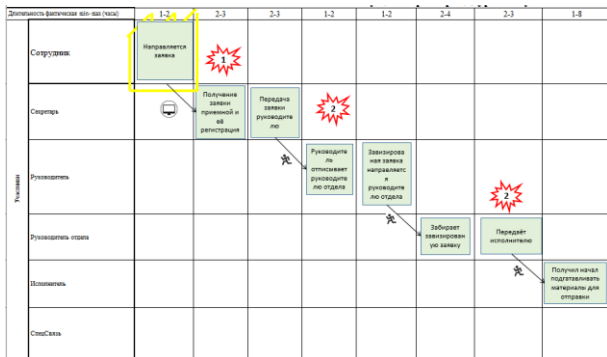 Длительность фактическая min-max (часы)
1-2
2-3
2-3
1-2
1-2
2-4
2-3
1-8
Участники
Сотрудник
Направляется
заявка
1
Секретарь
Получение
заявки
приемной и
её
регистрация
Передача
заявки
руководите
лю
2
Руководитель
Руководите
ль
отписывает
руководите
лю отдела
Завизирова
ная заявка
направляетс
я
руководите
лю отдела
2
Руководитель отдела
Забирает
завизирован
ую заявку
Передаёт
исполнителю
Исполнитель
Получил начал
подгатавливать
материалы для
отправки
СпецСвязь